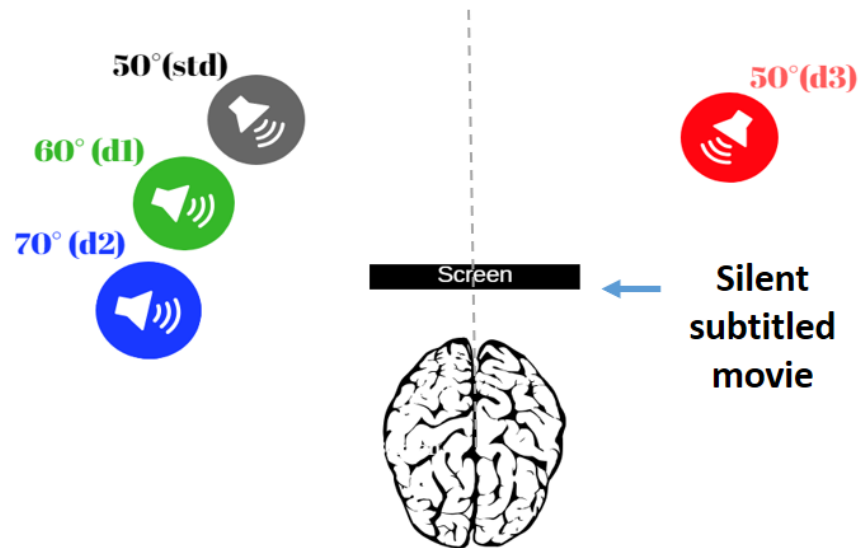 50°(std)
50°(d3)
60° (d1)
70° (d2)
Screen
Silent
subtitled
movie